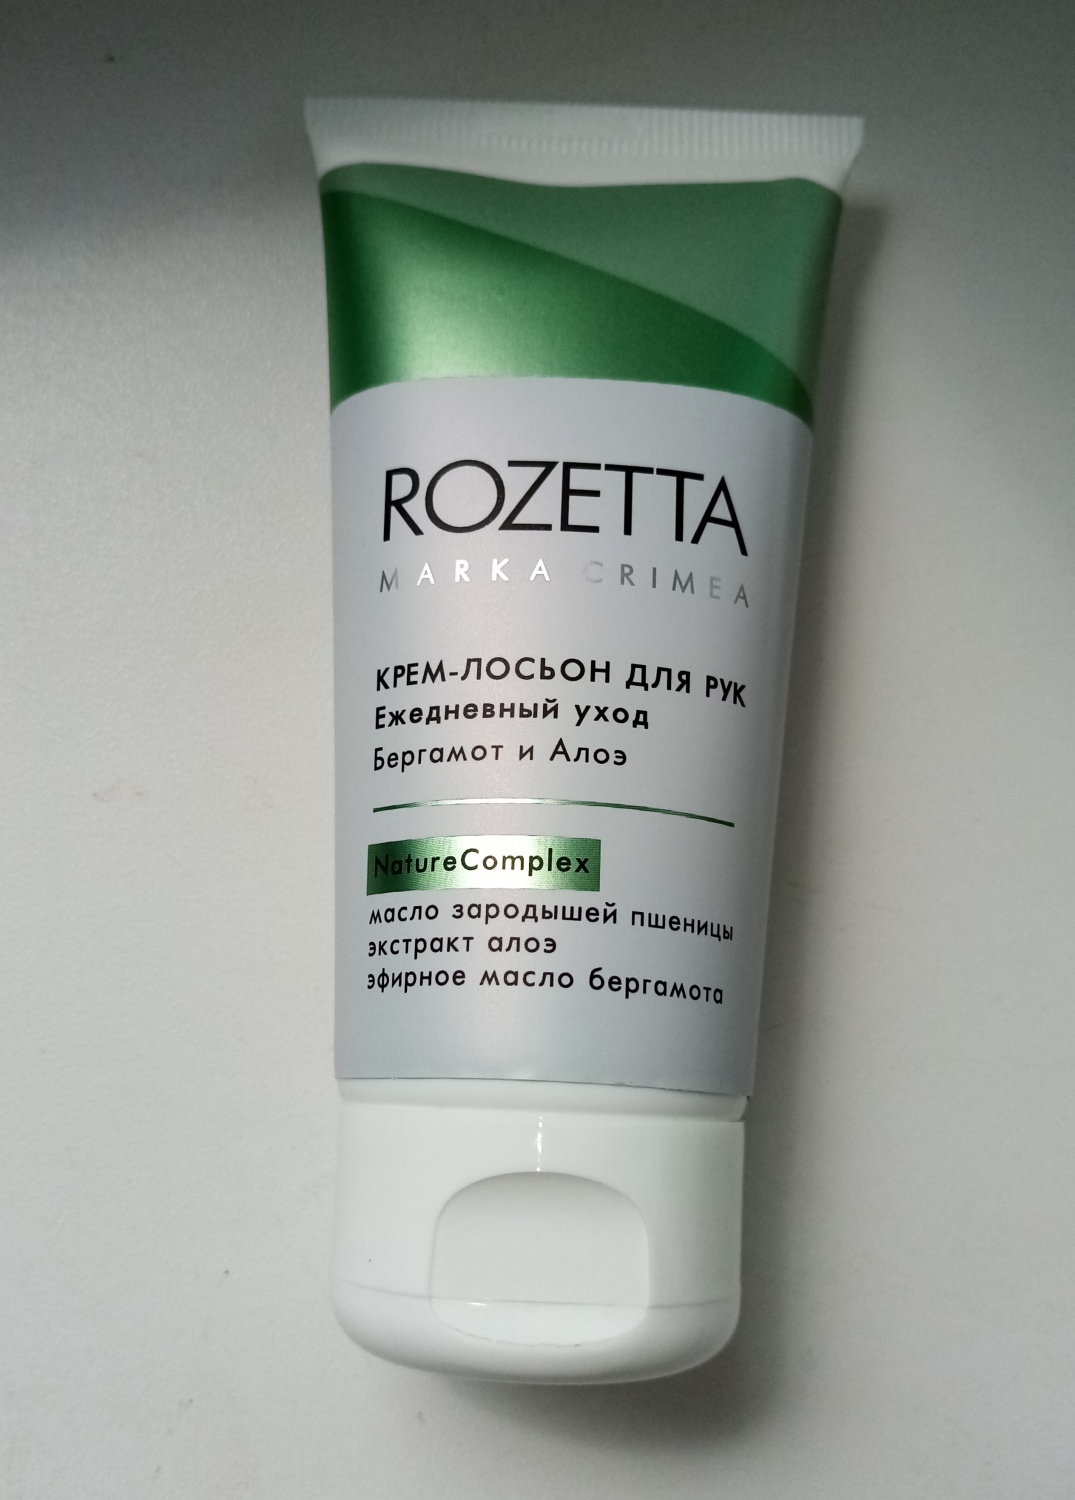 ROZETTA
MARKA CRIMEA
КРЕМ-ЛОСЬОН ДЛЯ РУК
Ежедневный уход
Бергамот и Алоэ
NatureComplex
масло зародышей пшеницы
экстракт алоэ
эфирное масло бергамота